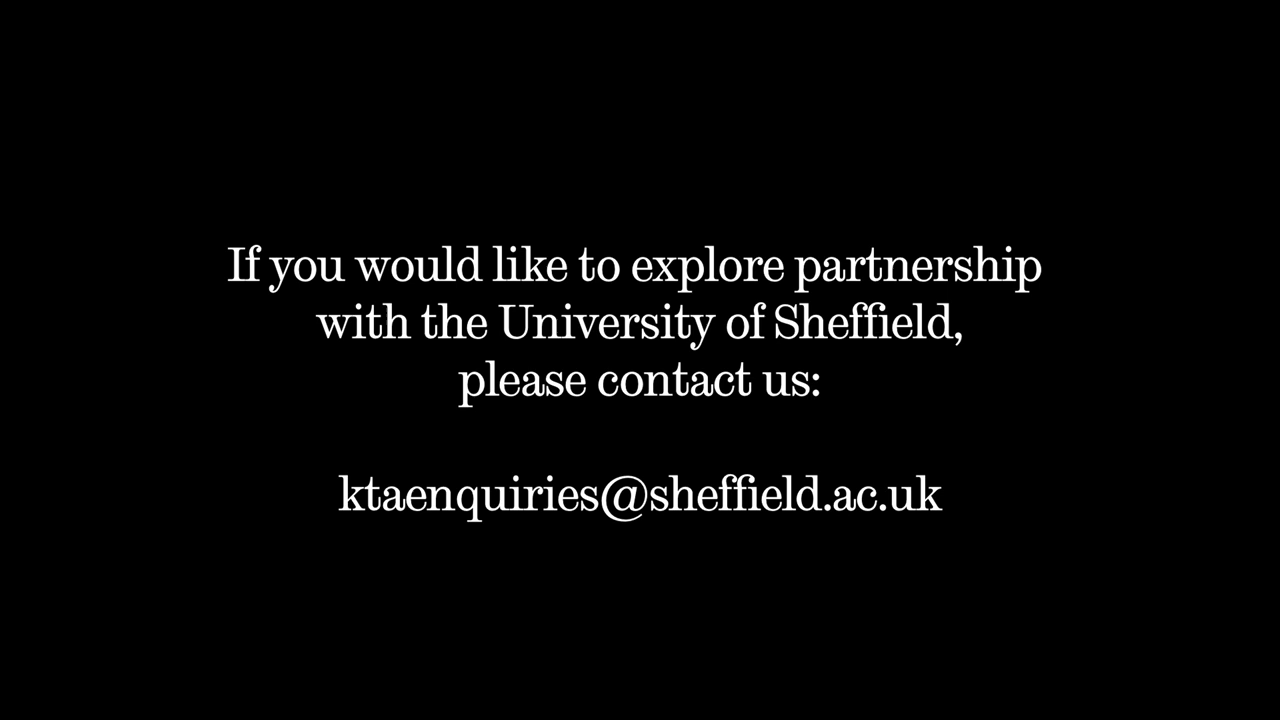 If you would like to explore partnership
with the University of Sheffield,
please contact us:
ktaenquiries@sheffield.ac.uk